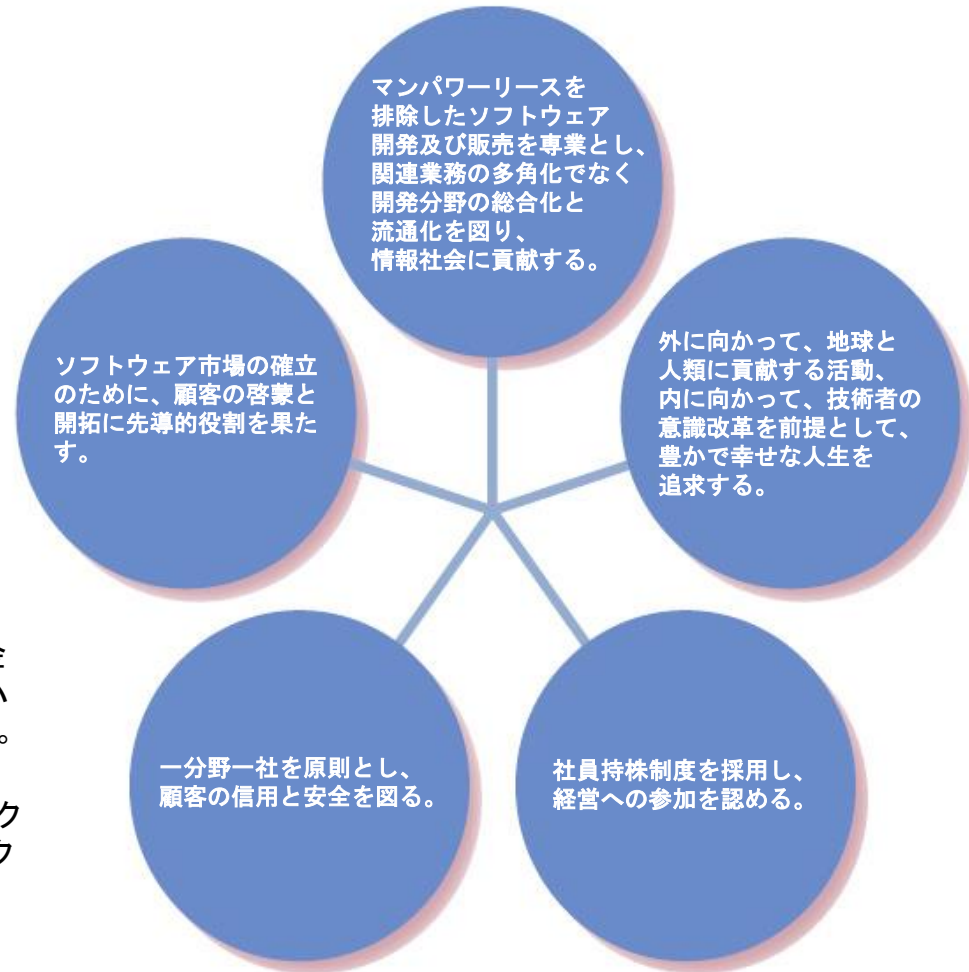 マンパワーリースを
排除したソフトウェア
開発及び販売を専業とし、
関連業務の多角化でなく
開発分野の総合化と
流通化を図り、
情報社会に貢献する。
外に向かって、地球と
人類に貢献する活動、
内に向かって、技術者の
意識改革を前提として、
豊かで幸せな人生を
追求する。
社員持株制度を採用し、
経営への参加を認める。
一分野一社を原則とし、
顧客の信用と安全を図る。
ソフトウェア市場の確立
のために、顧客の啓蒙と
開拓に先導的役割を果た
す。
。
ク
ク